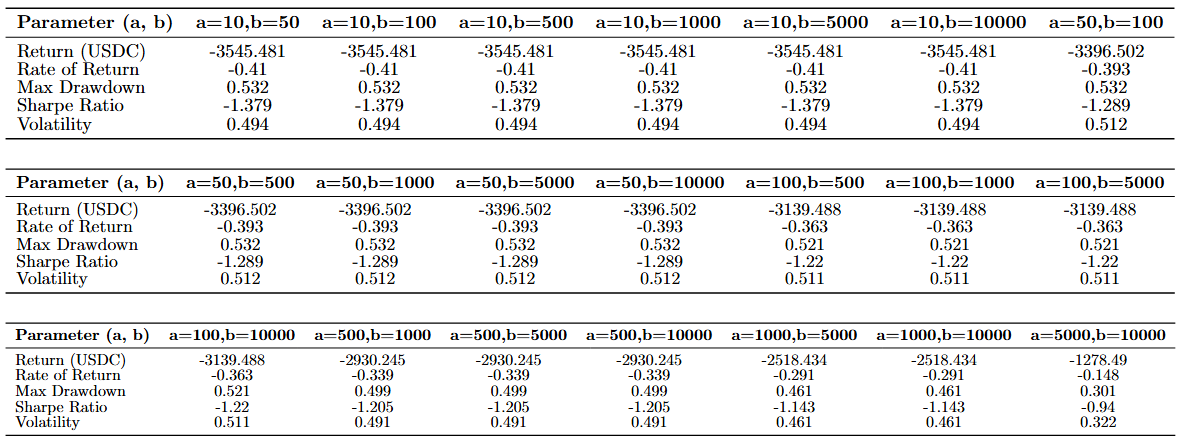 Parameter (a, b) a=10,b=50 a=10,b=100 a=10,b=500 a=10,b=1000 a=10,b=5000 a=10,b=10000 a=50,b=100
Return (USDC) -3545.481 -3545.481 -3545.481 -3545.481 -3545.481 -3545.481 -3396.502
Rate of Return -0.41 -0.41 -0.41 -0.41 -0.41 -0.41 -0.393
Max Drawdown 0.532 0.532 0.532 0.532 0.532 0.532 0.532
Sharpe Ratio -1.379 -1.379 -1.379 -1.379 -1.379 -1.379 -1.289
Volatility 0.494 0.494 0.494 0.494 0.494 0.494 0.512
Parameter (a, b) a=50,b=500 a=50,b=1000 a=50,b=5000 a=50,b=10000 a=100,b=500 a=100,b=1000 a=100,b=5000
Return (USDC) -3396.502 -3396.502 -3396.502 -3396.502 -3139.488 -3139.488 -3139.488
Rate of Return -0.393 -0.393 -0.393 -0.393 -0.363 -0.363 -0.363
Max Drawdown 0.532 0.532 0.532 0.532 0.521 0.521 0.521
Sharpe Ratio -1.289 -1.289 -1.289 -1.289 -1.22 -1.22 -1.22
Volatility 0.512 0.512 0.512 0.512 0.511 0.511 0.511
Parameter (a, b) a=100,b=10000 a=500,b=1000 a=500,b=5000 a=500,b=10000 a=1000,b=5000 a=1000,b=10000 a=5000,b=10000
Return (USDC) -3139.488 -2930.245 -2930.245 -2930.245 -2518.434 -2518.434 -1278.49
Rate of Return -0.363 -0.339 -0.339 -0.339 -0.291 -0.291 -0.148
Max Drawdown 0.521 0.499 0.499 0.499 0.461 0.461 0.301
Sharpe Ratio -1.22 -1.205 -1.205 -1.205 -1.143 -1.143 -0.94
Volatility 0.511 0.491 0.491 0.491 0.461 0.461 0.322